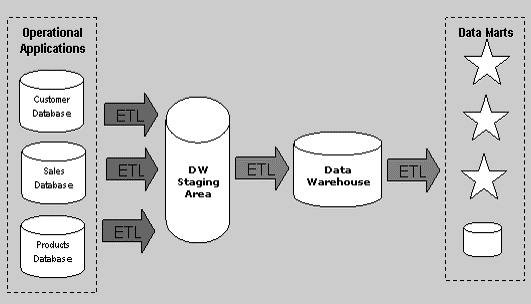 Operational
Applications
Customer
Database
Sales
Database
Products
Database
ETL
ETL
ETL
DW
Staging
Area
ETL
Data
Warehouse
ETL
Data Marts